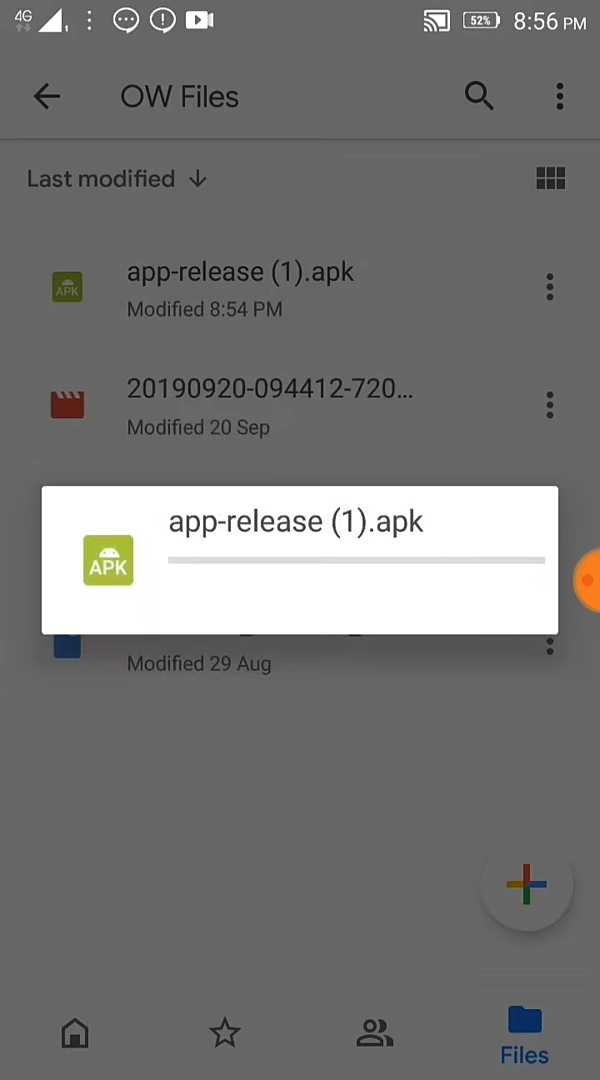 4G 52% 8:56 PM
OW Files
Last modified
APK
app-release (1).apk
Modified 8:54 PM
20190920-094412-720...
Modified 20 Sep
app-release (1).apk
APK
Modified 29 Aug
Files